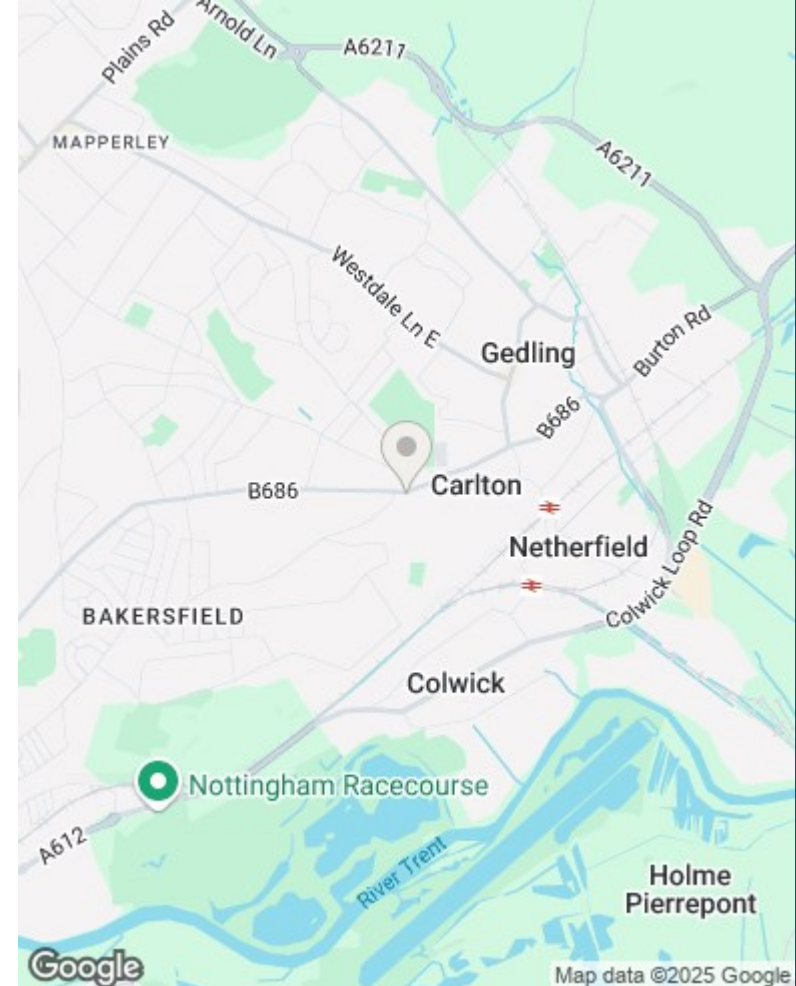 Arnold Ln
Plains Rd
A6211
MAPPERLEY
A6211
Westdale Ln E
Gedling
Burton Rd
B686
B686
Carlton
Netherfield
Colwick Loop Rd
BAKERSFIELD
Colwick
Nottingham Racecourse
A612
River Trent
Holme
Pierrepont
Google
Map data ©2025 Google